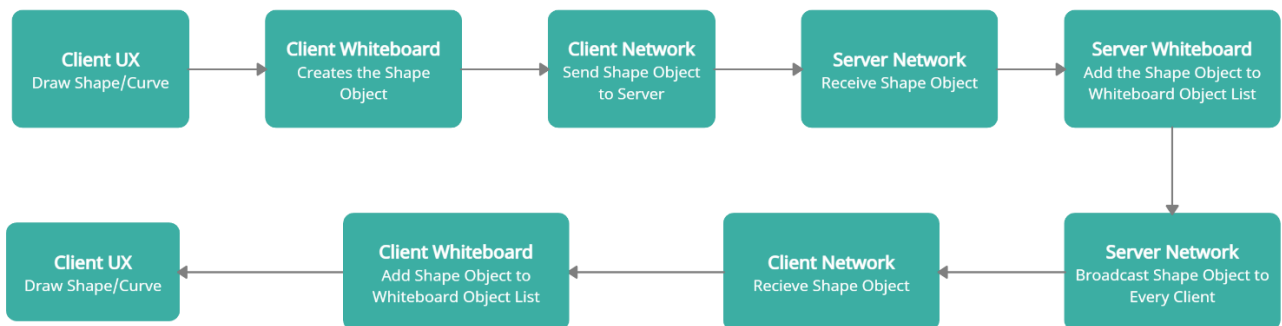 Client UX
Draw Shape/Curve
Client Whiteboard
Creates the Shape
Object
Client Network
Send Shape Object
to Server
Server Network
Receive Shape Object
Server Whiteboard
Add the Shape Object to
Whiteboard Object List
Server Network
Broadcast Shape Object to
Every Client
Client Network
Recieve Shape Object
Client Whiteboard
Add Shape Object to
Whiteboard Object List
Client UX
Draw Shape/Curve